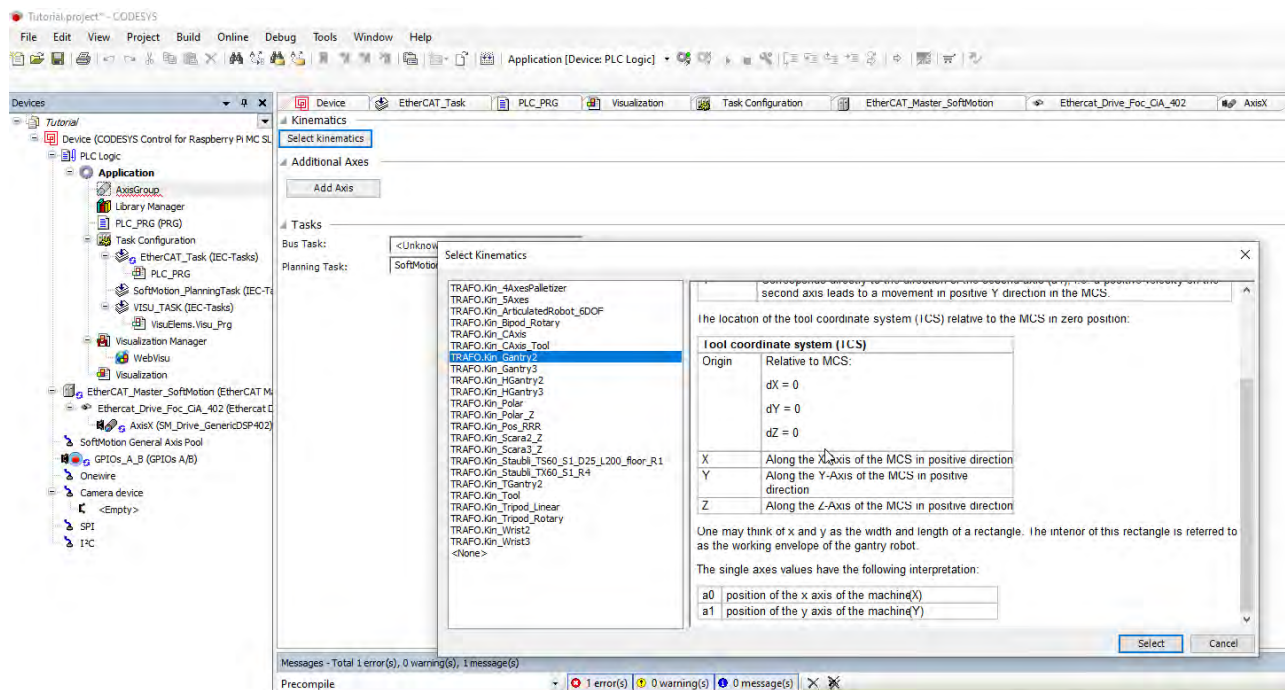 Tutorial.project* - CODESYS
File Edit View Project Build Online Debug Tools Window Help
Application [Device: PLC Logic]
Devices
Device EtherCAT_Task PLC_PRG Visualization Task Configuration EtherCAT_Master_SoftMotion Ethercat_Drive_Foc_CiA_402 AxisX
Tutorial
Device (CODESYS Control for Raspberry Pi MC SL
PLC Logic
Application
AxisGroup
Library Manager
PLC_PRG (PRG)
Task Configuration
EtherCAT_Task (IEC-Tasks)
PLC_PRG
SoftMotion_PlanningTask (IEC-Ta
VISU_TASK (IEC-Tasks)
VisuElems.Visu_Prg
Visualization Manager
WebVisu
Visualization
EtherCAT_Master_SoftMotion (EtherCAT Ma
Ethercat_Drive_Foc_CiA_402 (Ethercat D
AxisX (SM_Drive_GenericDSP402)
SoftMotion General Axis Pool
GPIOs_A_B (GPIOs A/B)
Onewire
Camera device
<Empty>
SPI
I²C
Kinematics
Select kinematics
Additional Axes
Add Axis
Tasks
Bus Task: <Unknow
Planning Task: SoftMotio
Select Kinematics
TRAFO.Kin_4AxesPalletizer
TRAFO.Kin_5Axes
TRAFO.Kin_ArticulatedRobot_6DOF
TRAFO.Kin_Bipod_Rotary
TRAFO.Kin_CAxis
TRAFO.Kin_CAxis_Tool
TRAFO.Kin_Gantry2
TRAFO.Kin_Gantry3
TRAFO.Kin_HGantry2
TRAFO.Kin_HGantry3
TRAFO.Kin_Polar
TRAFO.Kin_Polar_Z
TRAFO.Kin_Pos_RRR
TRAFO.Kin_Scara2_Z
TRAFO.Kin_Scara3_Z
TRAFO.Kin_Staubli_TS60_S1_D25_L200_floor_R1
TRAFO.Kin_Staubli_TX60_S1_R4
TRAFO.Kin_TGantry2
TRAFO.Kin_Tool
TRAFO.Kin_Tripod_Linear
TRAFO.Kin_Tripod_Rotary
TRAFO.Kin_Wrist2
TRAFO.Kin_Wrist3
<None>
second axis leads to a movement in positive Y direction in the MCS.
The location of the tool coordinate system (TCS) relative to the MCS in zero position:
Tool coordinate system (TCS)
Origin Relative to MCS:
dX = 0
dY = 0
dZ = 0
X Along the X-Axis of the MCS in positive direction
Y Along the Y-Axis of the MCS in positive
direction
Z Along the Z-Axis of the MCS in positive direction
One may think of x and y as the width and length of a rectangle. The interior of this rectangle is referred to
as the working envelope of the gantry robot.
The single axes values have the following interpretation:
a0 position of the x axis of the machine(X)
a1 position of the y axis of the machine(Y)
Select Cancel
Messages - Total 1 error(s), 0 warning(s), 1 message(s)
Precompile 1 error(s) 0 warning(s) 0 message(s)